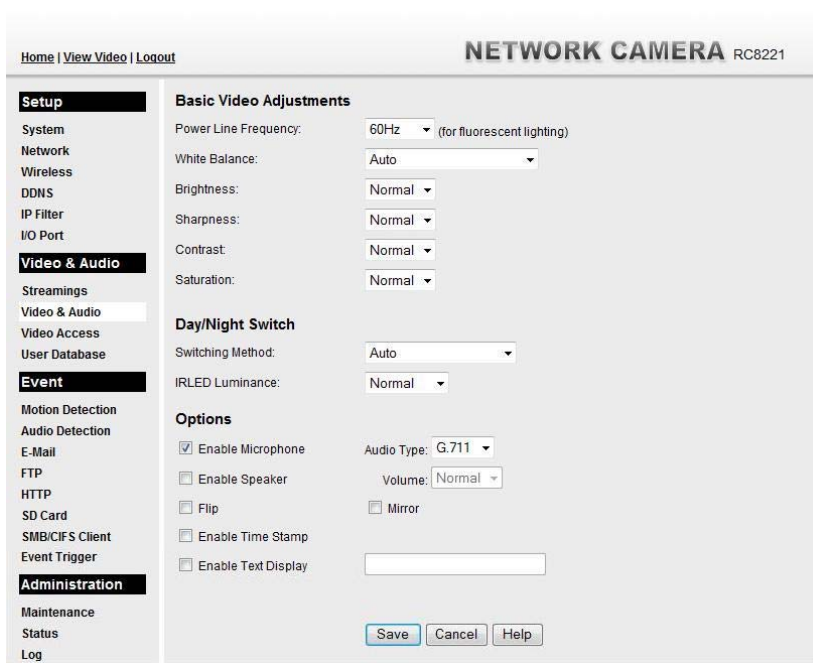 Home | View Video | Logout
NETWORK CAMERA RC8221
Setup
System
Network
Wireless
DDNS
IP Filter
I/O Port
Video & Audio
Streamings
Video & Audio
Video Access
User Database
Event
Motion Detection
Audio Detection
E-Mail
FTP
HTTP
SD Card
SMB/CIFS Client
Event Trigger
Administration
Maintenance
Status
Log
Basic Video Adjustments
Power Line Frequency: 60Hz (for fluorescent lighting)
White Balance: Auto
Brightness: Normal
Sharpness: Normal
Contrast: Normal
Saturation: Normal
Day/Night Switch
Switching Method: Auto
IRLED Luminance: Normal
Options
Enable Microphone Audio Type: G.711
Enable Speaker Volume: Normal
Flip Mirror
Enable Time Stamp
Enable Text Display
Save Cancel Help